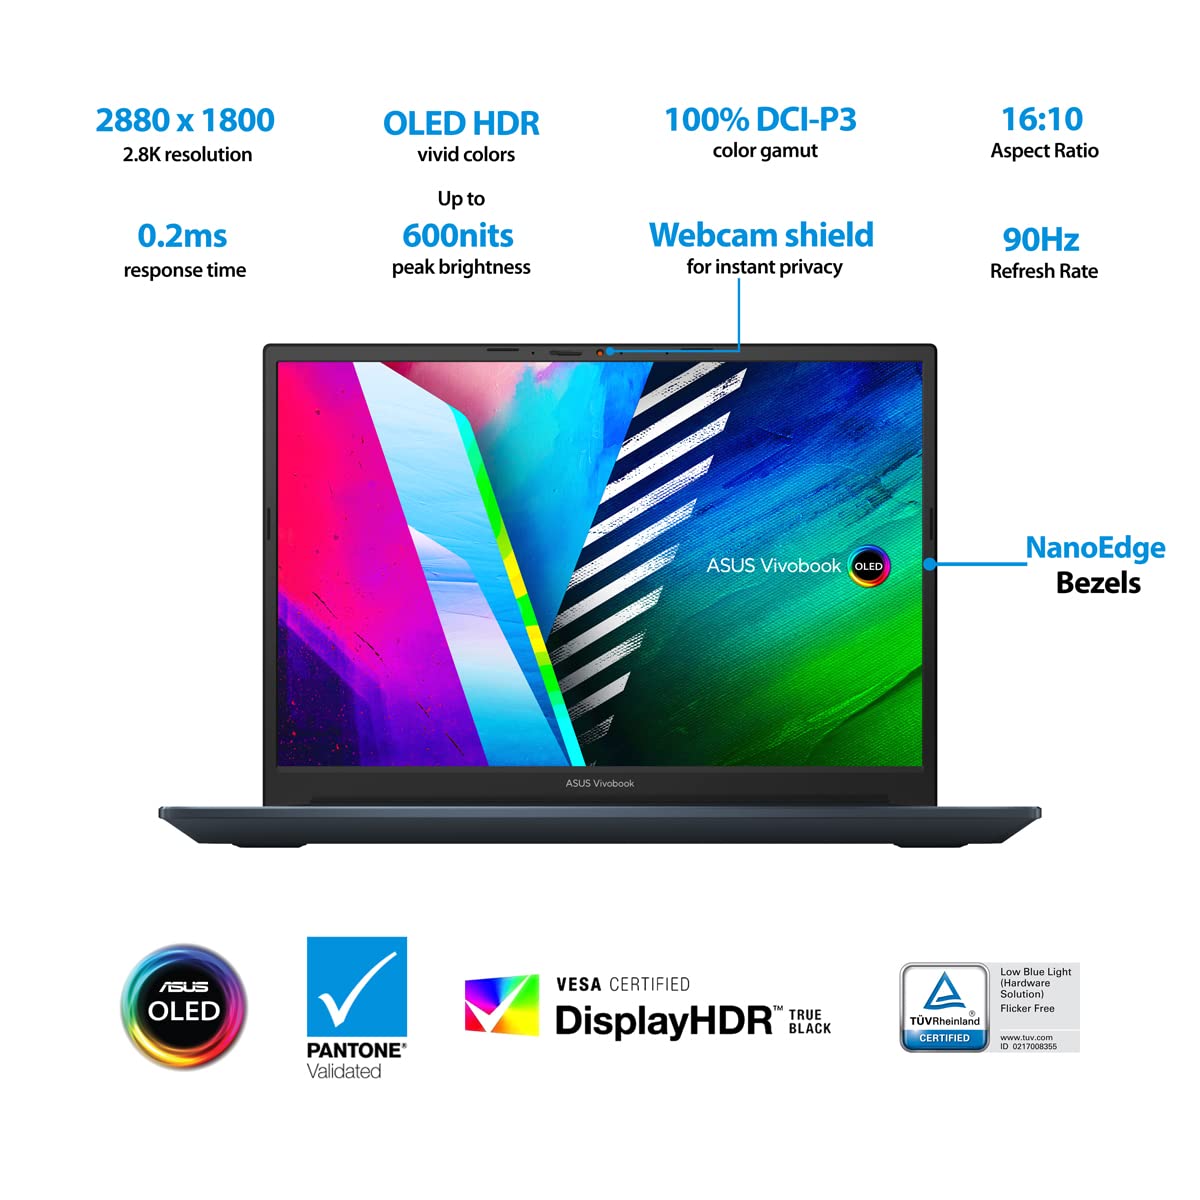 2880 x 1800
2.8K resolution
OLED HDR
vivid colors
100% DCI-P3
color gamut
16:10
Aspect Ratio
0.2ms
response time
Up to
600nits
peak brightness
Webcam shield
for instant privacy
90Hz
Refresh Rate
ASUS Vivobook OLED
NanoEdge
Bezels
ASUS Vivobook
ASUS
OLED
PANTONE®
Validated
VESA CERTIFIED
DisplayHDR™ TRUE
BLACK
TÜVRheinland®
CERTIFIED
Low Blue Light
(Hardware
Solution)
Flicker Free
www.tuv.com
ID 0217008355